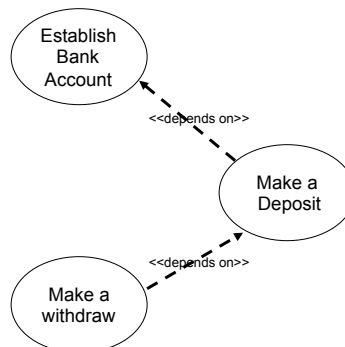 Establish
Bank
Account
<<depends on>>
Make a
Deposit
<<depends on>>
Make a
withdraw